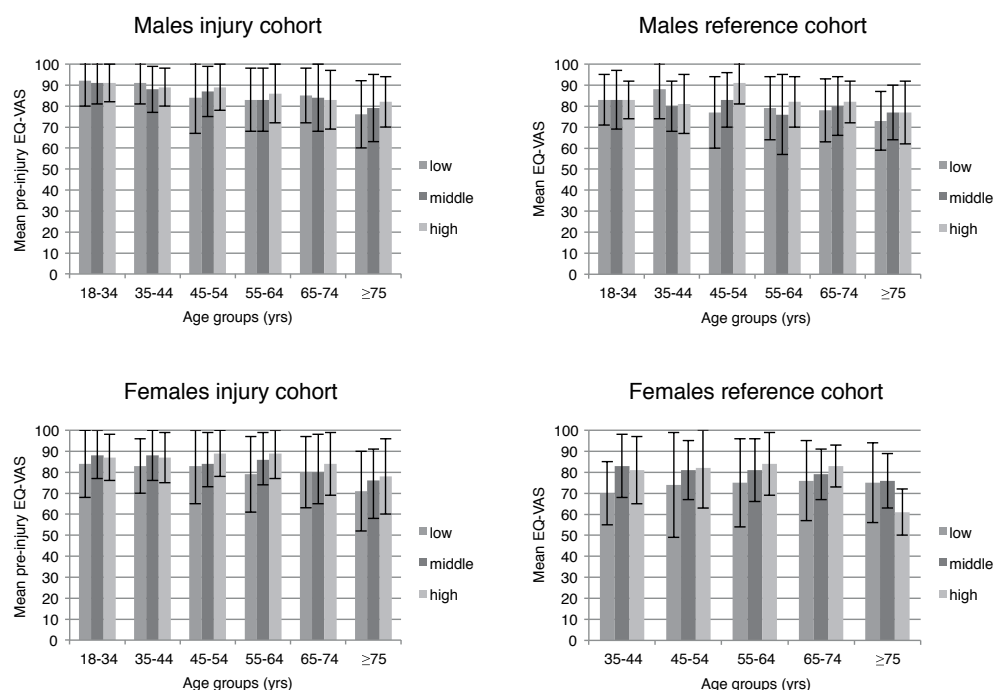 Males injury cohort
Mean pre-injury EQ-VAS
100
90
80
70
60
50
40
30
20
10
0
18-34 35-44 45-54 55-64 65-74 ≥75
Age groups (yrs)
low
middle
high
Males reference cohort
Mean EQ-VAS
100
90
80
70
60
50
40
30
20
10
0
18-34 35-44 45-54 55-64 65-74 ≥75
Age groups (yrs)
low
middle
high
Females injury cohort
Mean pre-injury EQ-VAS
100
90
80
70
60
50
40
30
20
10
0
18-34 35-44 45-54 55-64 65-74 ≥75
Age groups (yrs)
low
middle
high
Females reference cohort
Mean EQ-VAS
100
90
80
70
60
50
40
30
20
10
0
35-44 45-54 55-64 65-74 ≥75
Age groups (yrs)
low
middle
high